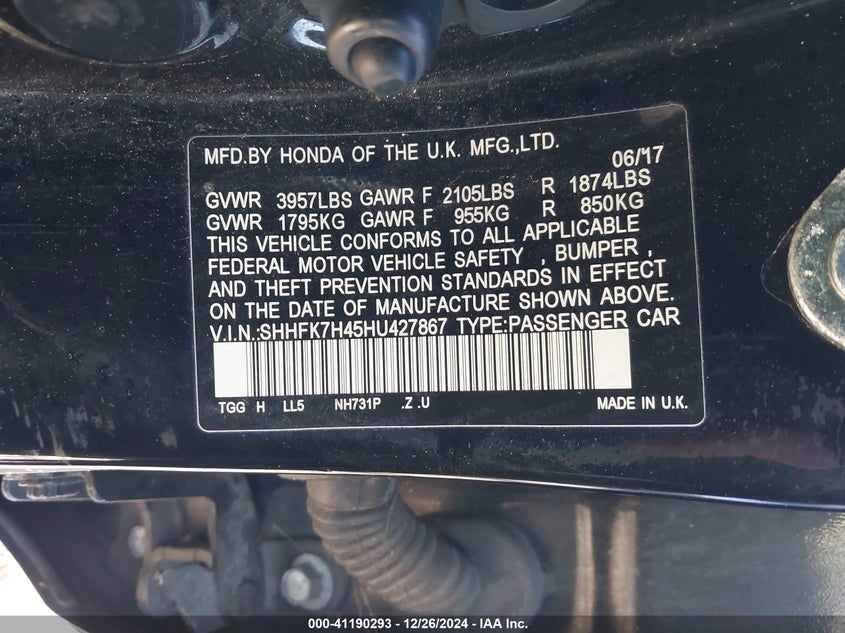 MFD.BY HONDA OF THE U.K. MFG.,LTD. 06/17
GVWR 3957LBS GAWR F 2105LBS R 1874LBS
GVWR 1795KG GAWR F 955KG R 850KG
THIS VEHICLE CONFORMS TO ALL APPLICABLE
FEDERAL MOTOR VEHICLE SAFETY , BUMPER ,
AND THEFT PREVENTION STANDARDS IN EFFECT
ON THE DATE OF MANUFACTURE SHOWN ABOVE.
V.I.N.:SHHFK7H45HU427867 TYPE:PASSENGER CAR
TGG H LL5 NH731P .Z .U MADE IN U.K.
000-41190293 - 12/26/2024 - IAA Inc.